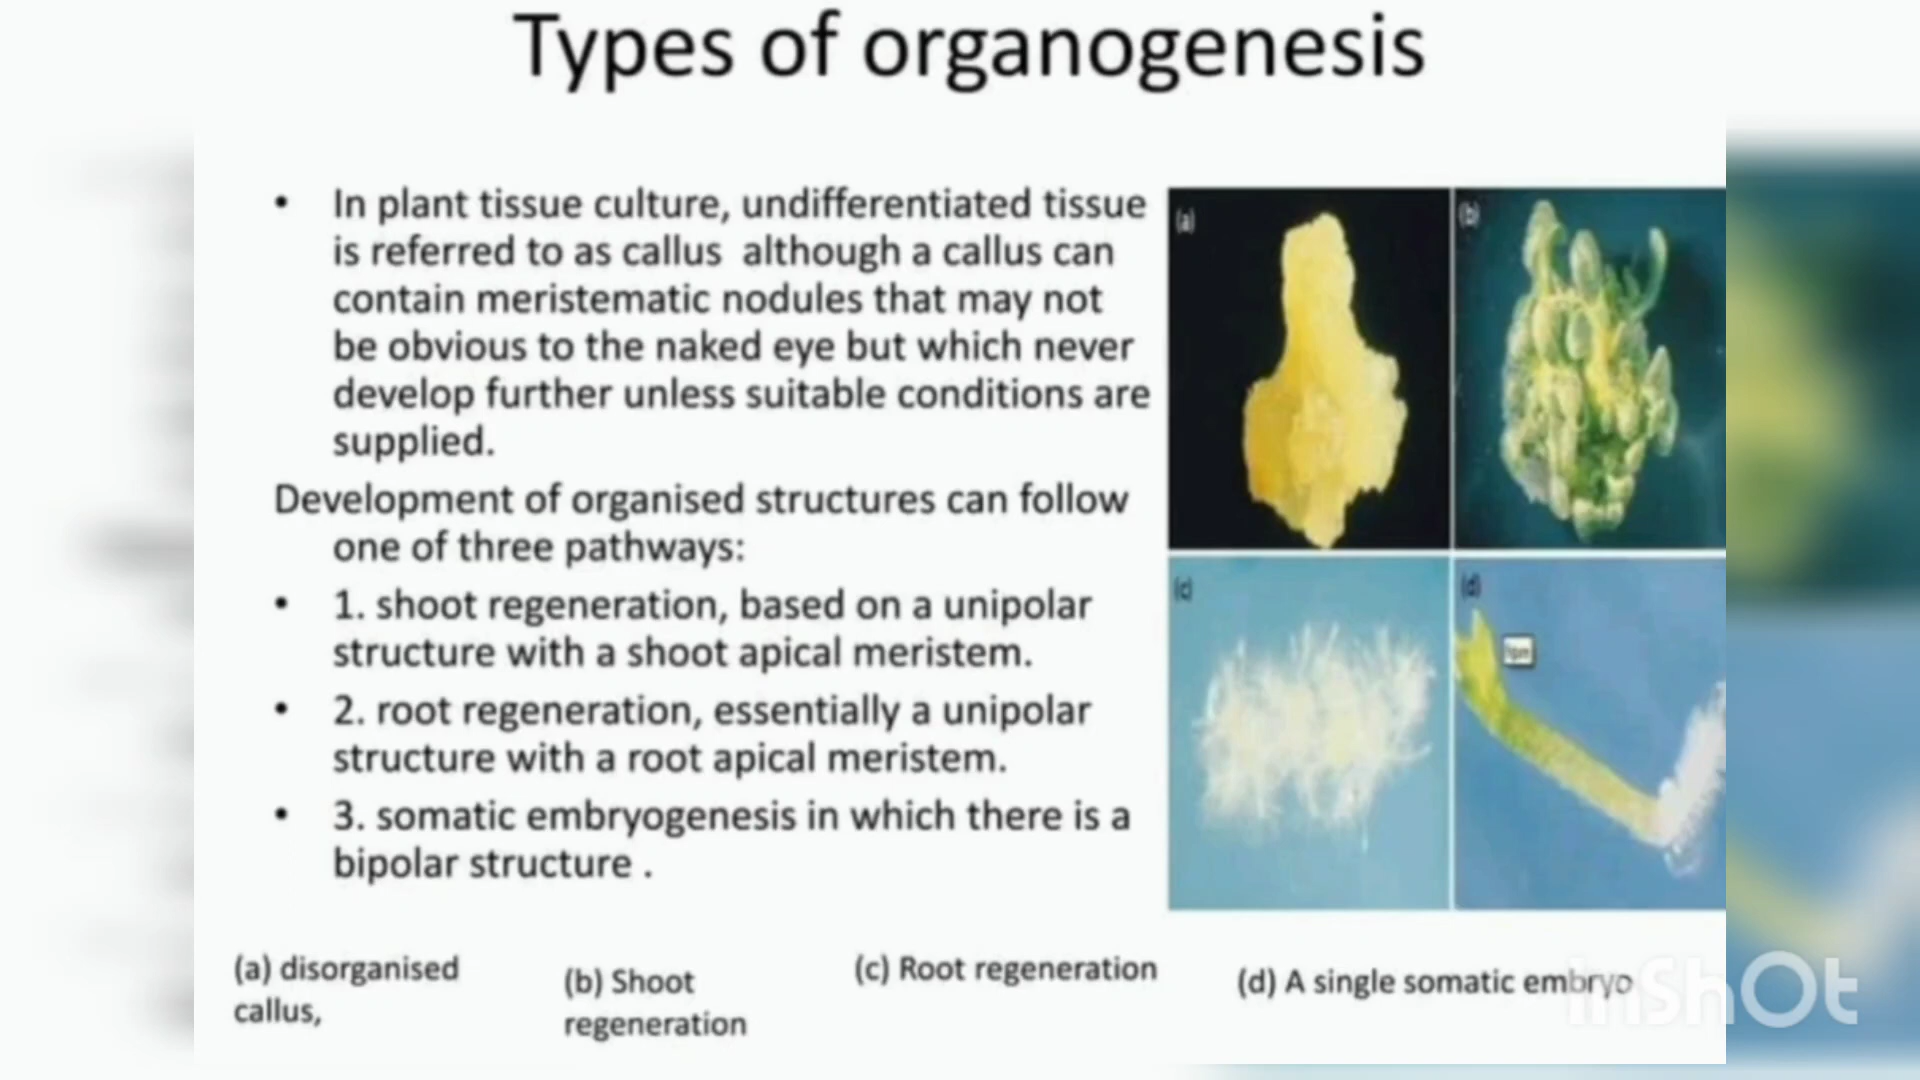 Types of organogenesis
• In plant tissue culture, undifferentiated tissue
is referred to as callus although a callus can
contain meristematic nodules that may not
be obvious to the naked eye but which never
develop further unless suitable conditions are
supplied.
Development of organised structures can follow
one of three pathways:
• 1. shoot regeneration, based on a unipolar
structure with a shoot apical meristem.
• 2. root regeneration, essentially a unipolar
structure with a root apical meristem.
• 3. somatic embryogenesis in which there is a
bipolar structure .
(a)
(b)
(c)
(d)
(a) disorganised
callus,
(b) Shoot
regeneration
(c) Root regeneration
(d) A single somatic embryo
InShOt